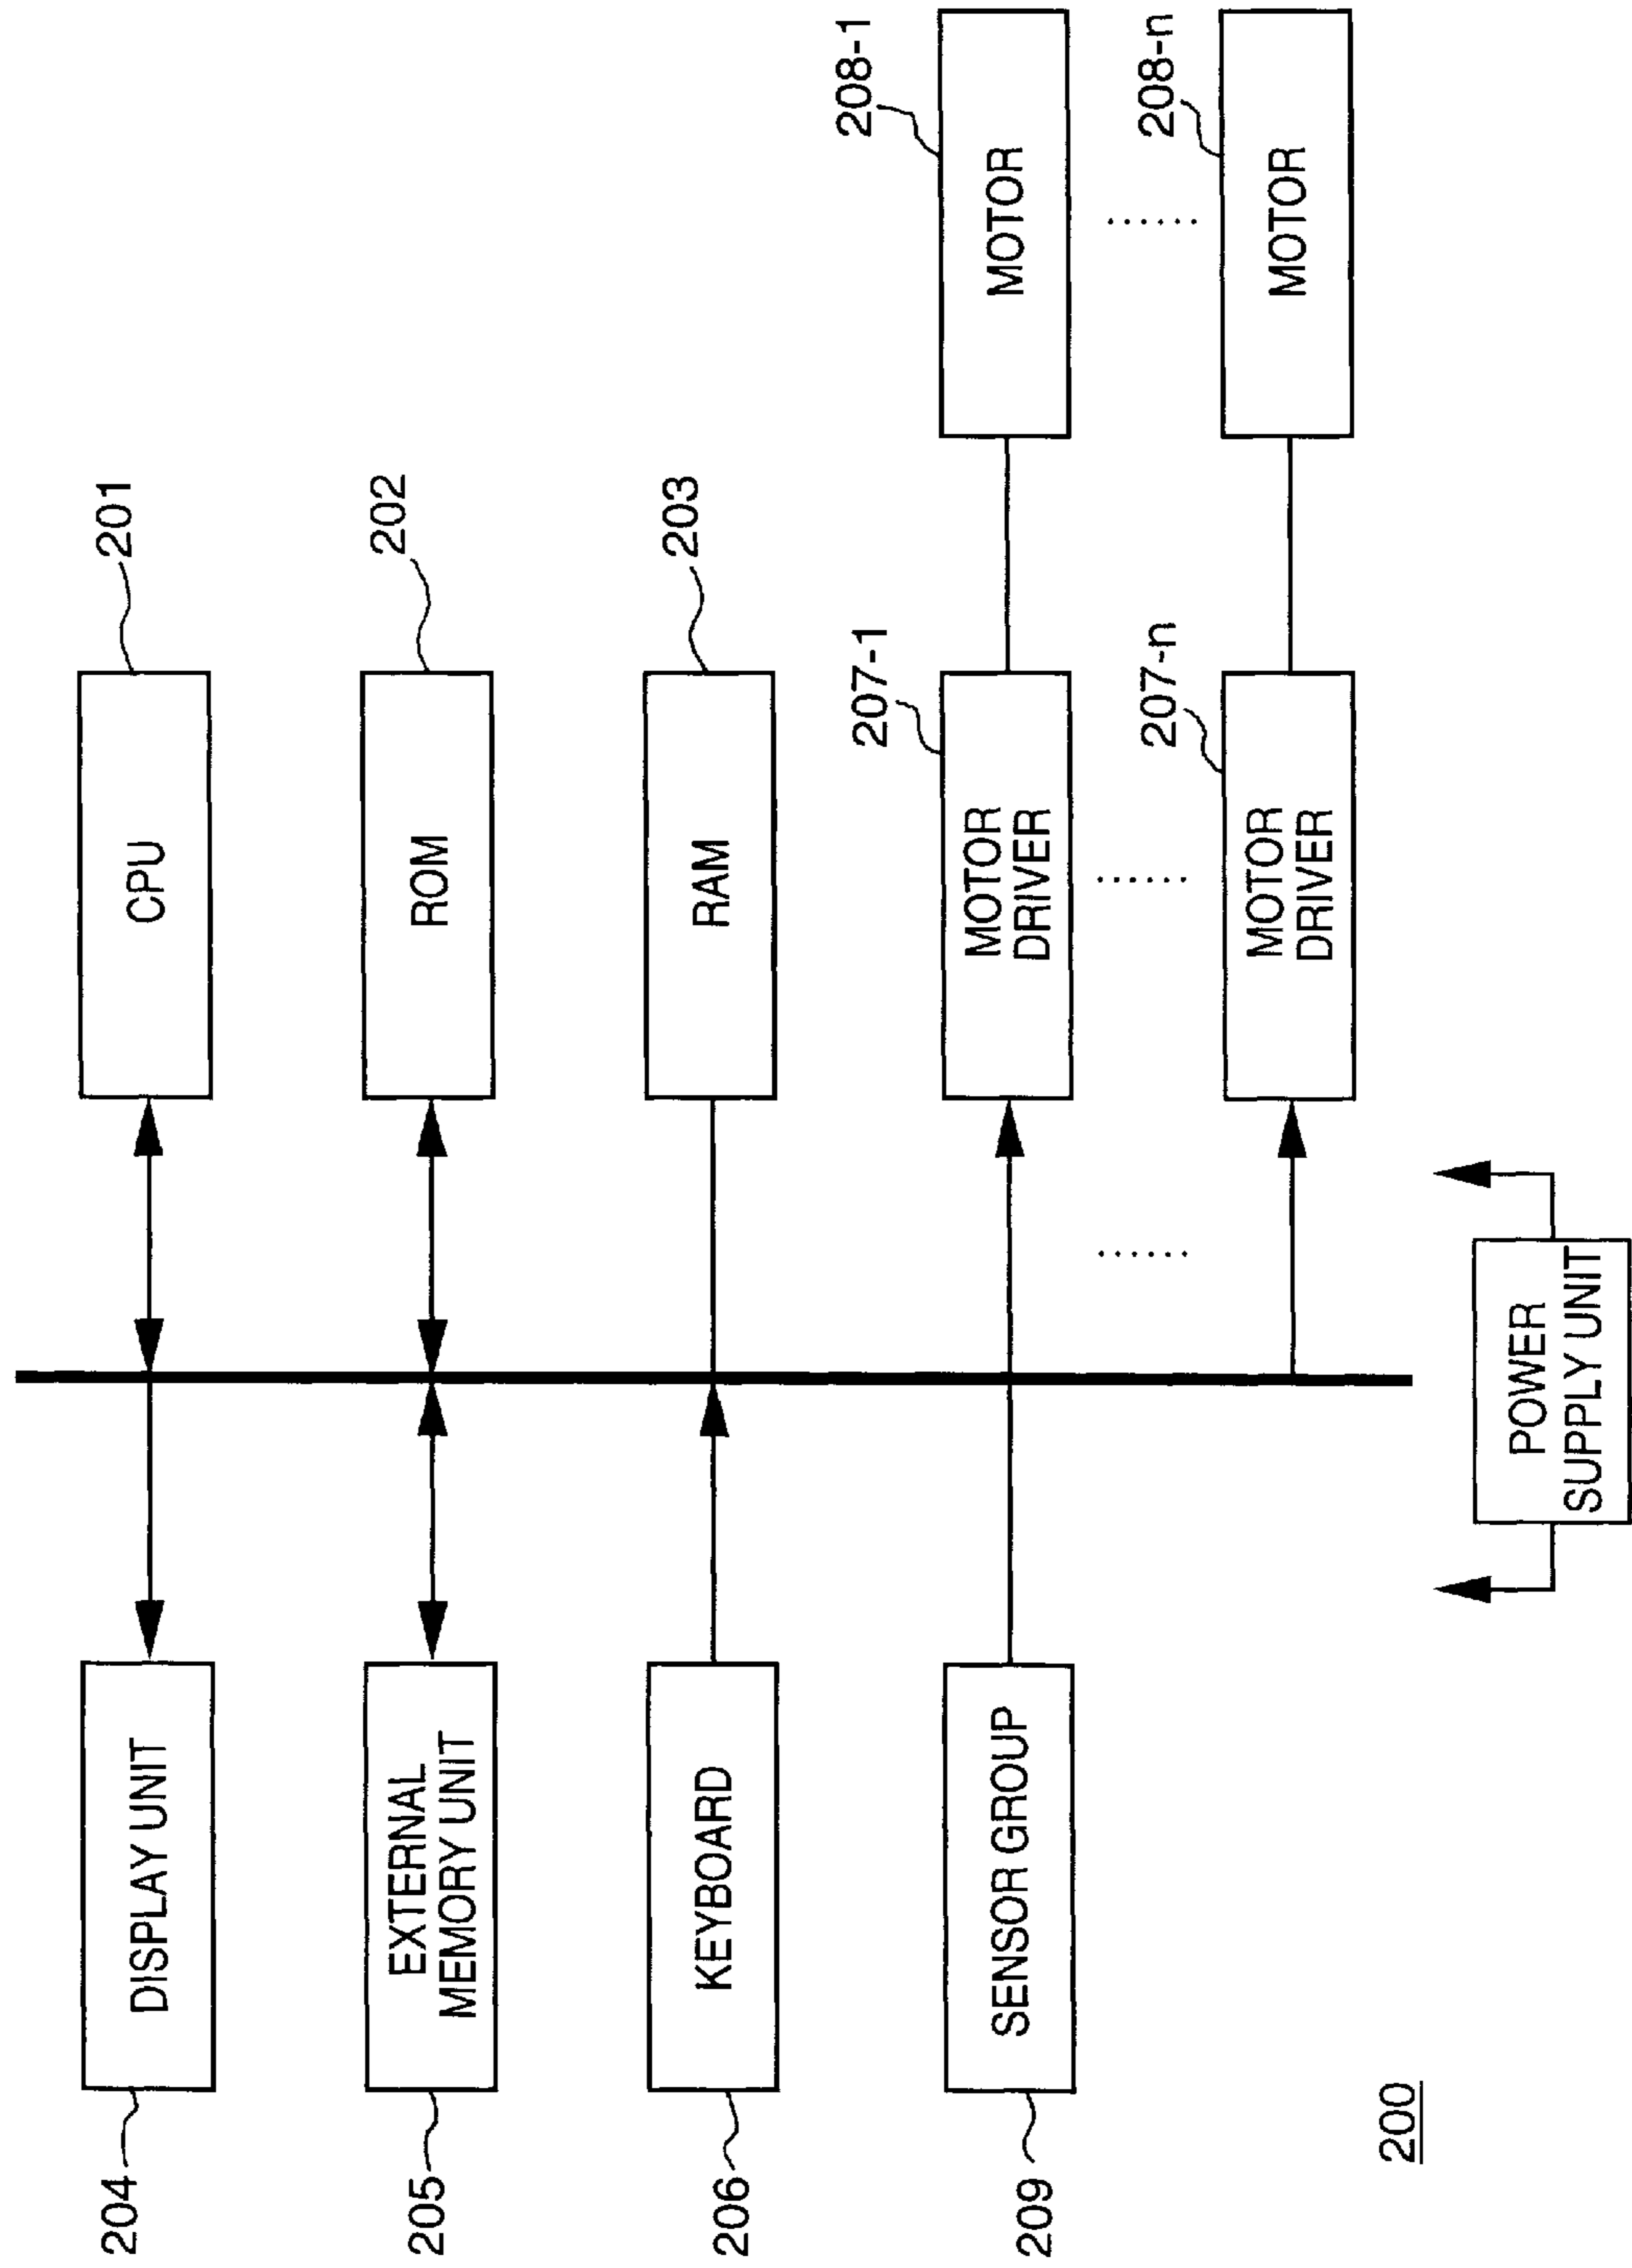 201
CPU
202
ROM
203
RAM
204
DISPLAY UNIT
205
EXTERNAL
MEMORY UNIT
206
KEYBOARD
209
SENSOR GROUP
207-1
MOTOR
DRIVER
208-1
MOTOR
......
......
......
207-n
MOTOR
DRIVER
208-n
MOTOR
POWER
SUPPLY UNIT
200